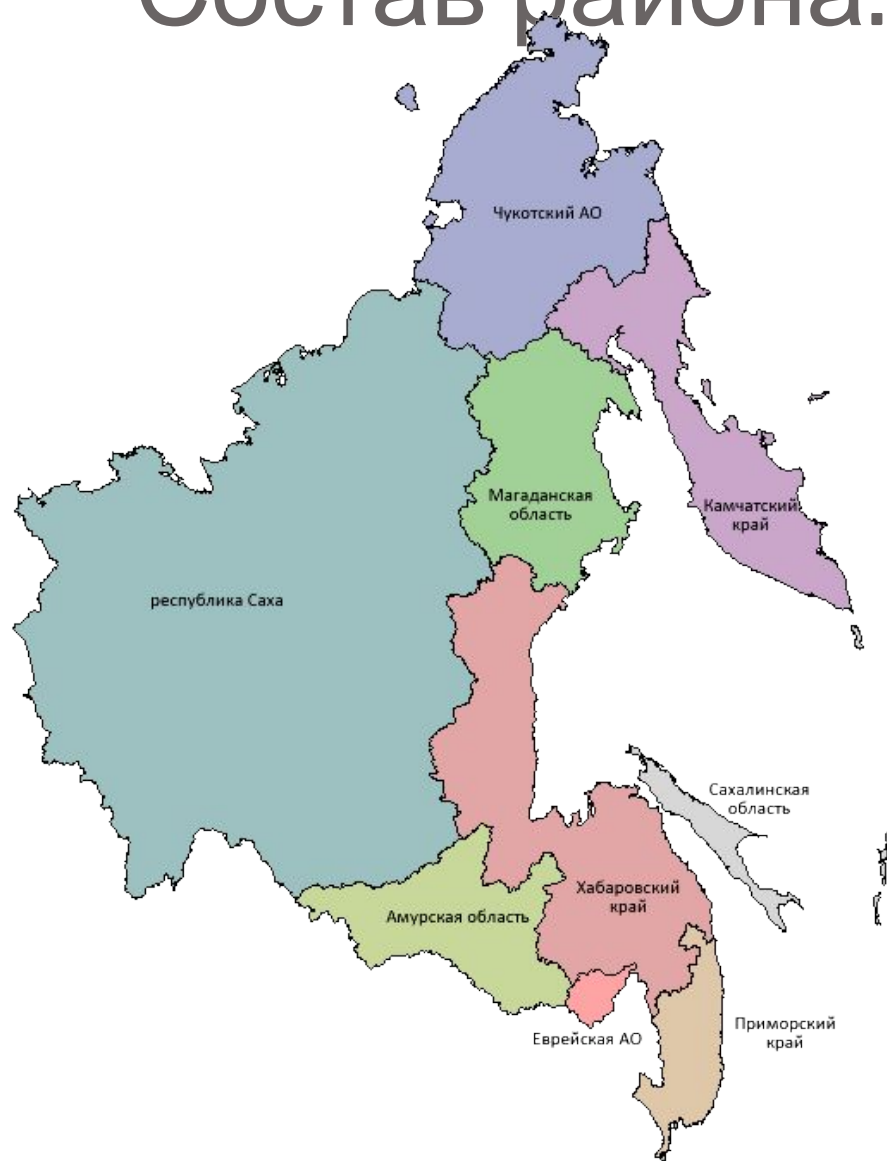 Состав района.
Чукотский АО
Магаданская
область
Камчатский
край
республика Саха
Сахалинская
область
Хабаровский
край
Амурская область
Еврейская АО
Приморский
край